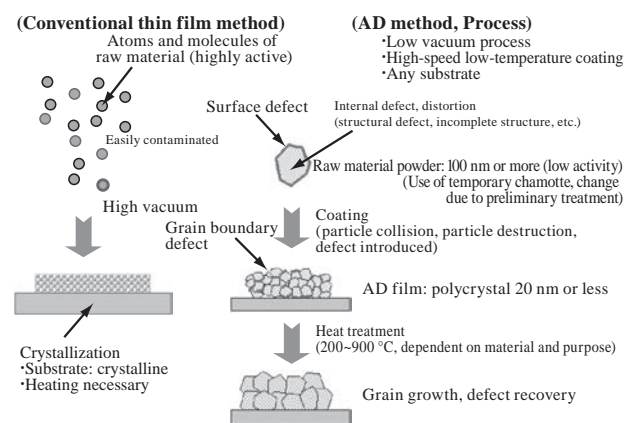 (Conventional thin film method)
Atoms and molecules of
raw material (highly active)
Easily contaminated
High vacuum
Crystallization
･Substrate: crystalline
･Heating necessary
(AD method, Process)
･Low vacuum process
･High-speed low-temperature coating
･Any substrate
Surface defect
Internal defect, distortion
(structural defect, incomplete structure, etc.)
Raw material powder: 100 nm or more (low activity)
(Use of temporary chamotte, change
due to preliminary treatment)
Coating
(particle collision, particle destruction,
defect introduced)
Grain boundary
defect
AD film: polycrystal 20 nm or less
Heat treatment
(200~900 °C, dependent on material and purpose)
Grain growth, defect recovery